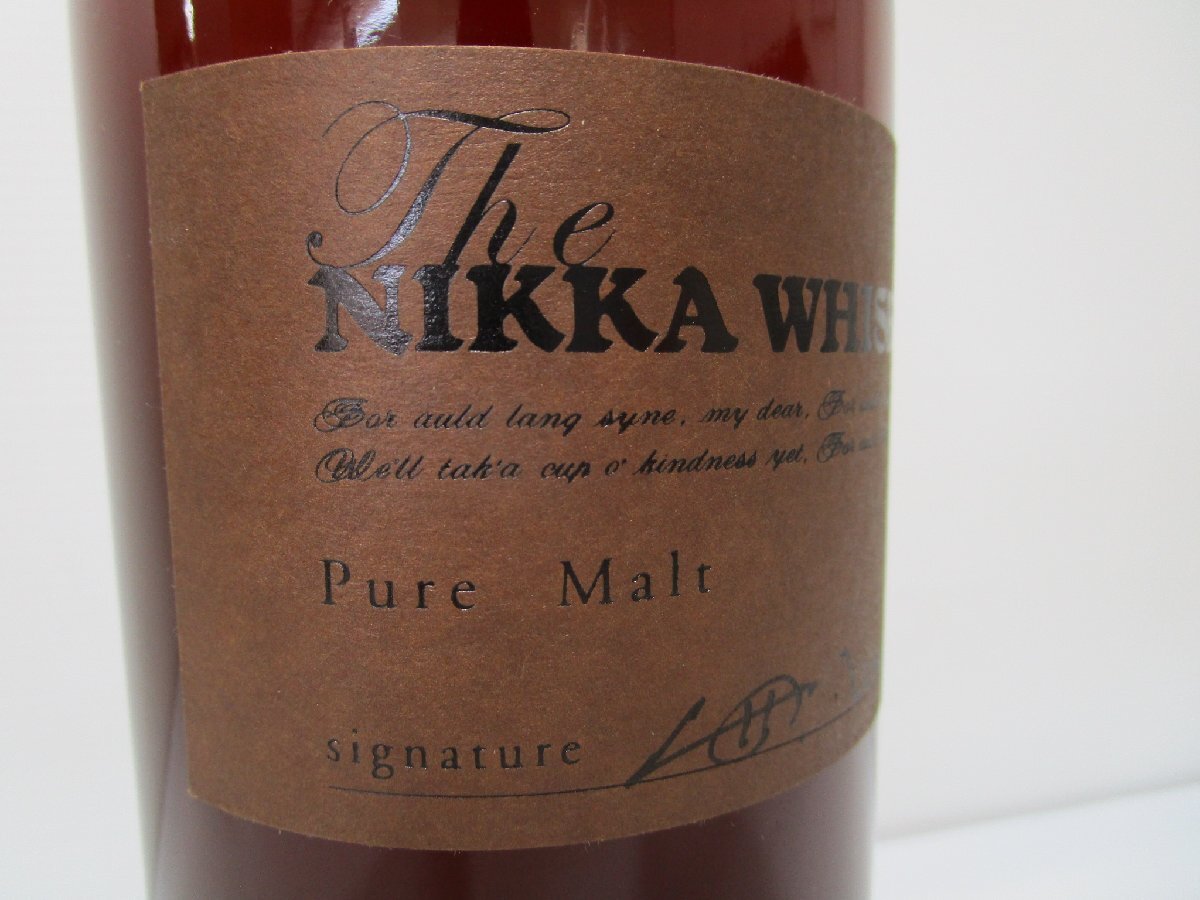 The
NIKKA WHIS
For auld lang syne, my dear, For
We'll tak'a cup o' kindness yet, For
Pure Malt
signature